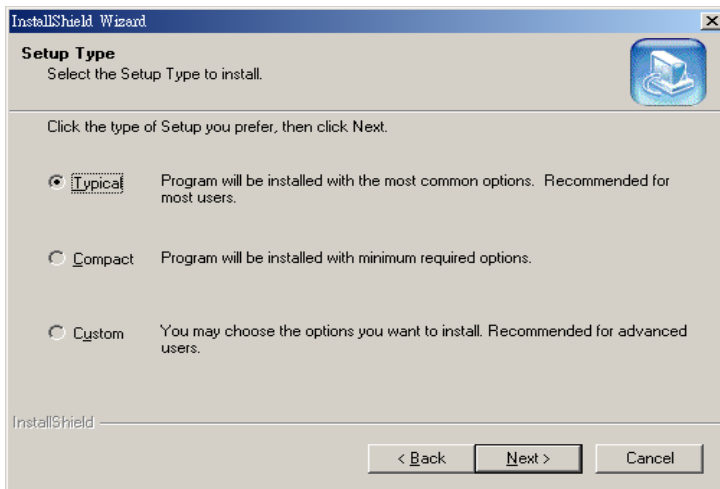 InstallShield Wizard
Setup Type
Select the Setup Type to install.
Click the type of Setup you prefer, then click Next.
Typical
Program will be installed with the most common options. Recommended for
most users.
Compact
Program will be installed with minimum required options.
Custom
You may choose the options you want to install. Recommended for advanced
users.
InstallShield
< Back
Next >
Cancel